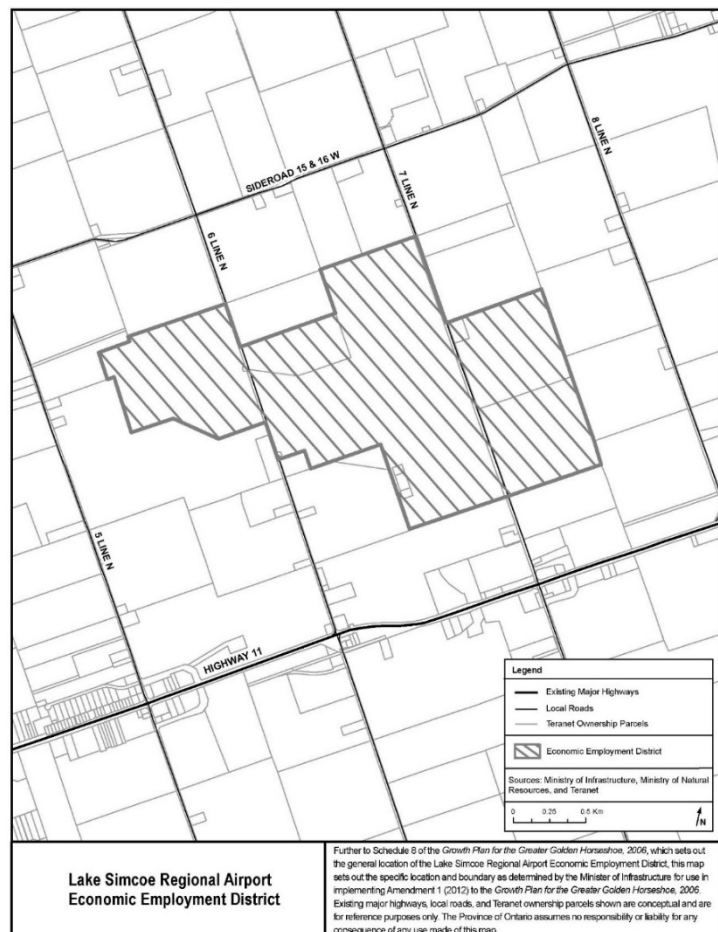 SIDEROAD 15 & 16 W
8 LINE N
7 LINE N
6 LINE N
5 LINE N
HIGHWAY 11
Legend
Existing Major Highways
Local Roads
Teranet Ownership Parcels
Economic Employment District
Sources: Ministry of Infrastructure, Ministry of Natural
Resources, and Teranet
0 0.25 0.5 Km
N
Lake Simcoe Regional Airport
Economic Employment District
Further to Schedule 8 of the Growth Plan for the Greater Golden Horseshoe, 2006, which sets out
the general location of the Lake Simcoe Regional Airport Economic Employment District, this map
sets out the specific location and boundary as determined by the Minister of Infrastructure for use in
implementing Amendment 1 (2012) to the Growth Plan for the Greater Golden Horseshoe, 2006.
Existing major highways, local roads, and Teranet ownership parcels shown are conceptual and are
for reference purposes only. The Province of Ontario assumes no responsibility or liability for any
consequence of any use made of this map.